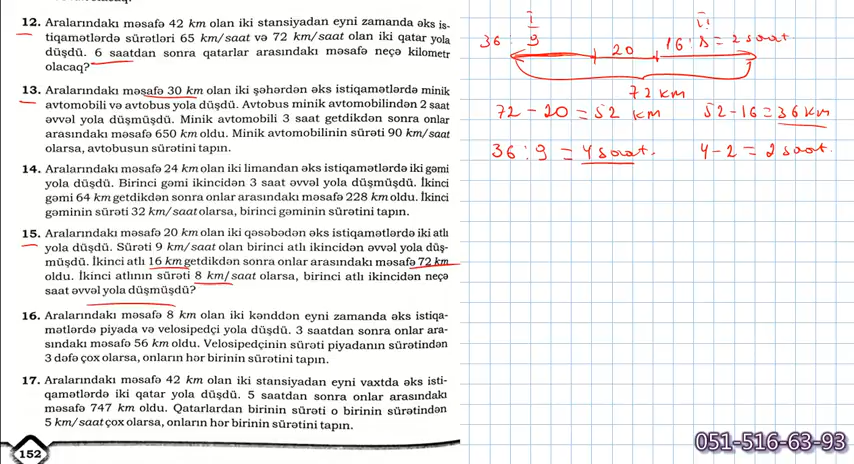 12. Aralarındakı məsafə 42 km olan iki stansiyadan eyni zamanda əks is-
tiqamətlərdə sürətləri 65 km/saat və 72 km/saat olan iki qatar yola
düşdü. 6 saatdan sonra qatarlar arasındakı məsafə neçə kilometr
olacaq?
13. Aralarındakı məsafə 30 km olan iki şəhərdən əks istiqamətlərdə minik
avtomobili və avtobus yola düşdü. Avtobus minik avtomobilindən 2 saat
əvvəl yola düşmüşdü. Minik avtomobili 3 saat getdikdən sonra onlar
arasındakı məsafə 650 km oldu. Minik avtomobilinin sürəti 90 km/saat
olarsa, avtobusun sürətini tapın.
14. Aralarındakı məsafə 24 km olan iki limandan əks istiqamətlərdə iki gəmi
yola düşdü. Birinci gəmi ikincidən 3 saat əvvəl yola düşmüşdü. İkinci
gəmi 64 km getdikdən sonra onlar arasındakı məsafə 228 km oldu. İkinci
gəminin sürəti 32 km/saat olarsa, birinci gəminin sürətini tapın.
15. Aralarındakı məsafə 20 km olan iki qəsəbədən əks istiqamətlərdə iki atlı
yola düşdü. Sürəti 9 km/saat olan birinci atlı ikincidən əvvəl yola düş-
müşdü. İkinci atlı 16 km getdikdən sonra onlar arasındakı məsafə 72 km
oldu. İkinci atlının sürəti 8 km/saat olarsa, birinci atlı ikincidən neçə
saat əvvəl yola düşmüşdü?
16. Aralarındakı məsafə 8 km olan iki kənddən eyni zamanda əks istiqa-
mətlərdə piyada və velosipedçi yola düşdü. 3 saatdan sonra onlar ara-
sındakı məsafə 56 km oldu. Velosipedçinin sürəti piyadanın sürətindən
3 dəfə çox olarsa, onların hər birinin sürətini tapın.
17. Aralarındakı məsafə 42 km olan iki stansiyadan eyni vaxtda əks isti-
qamətlərdə iki qatar yola düşdü. 5 saatdan sonra onlar arasındakı
məsafə 747 km oldu. Qatarlardan birinin sürəti o birinin sürətindən
5 km/saat çox olarsa, onların hər birinin sürətini tapın.
152
I II
36 : 9 20 16 : 8 = 2 saat
72 km
72 - 20 = 52 km 52 - 16 = 36 km
36 : 9 = 4 saat. 4 - 2 = 2 saat.
051-516-63-93